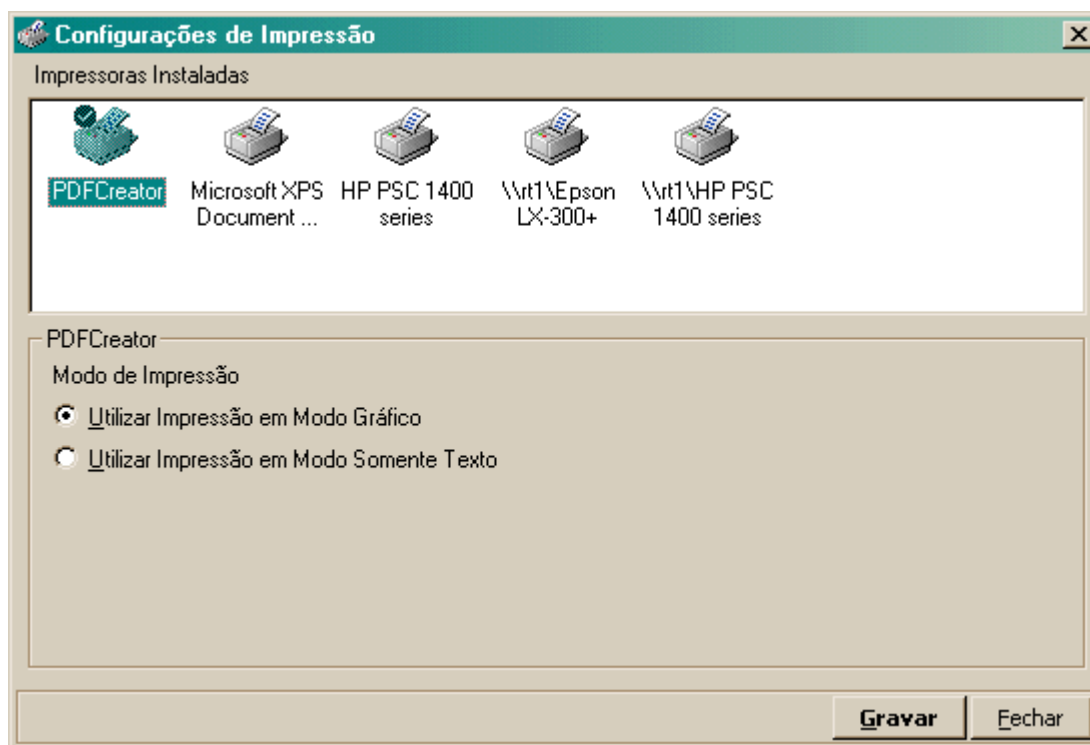 Configurações de Impressão
Impressoras Instaladas
PDFCreator
Microsoft XPS
Document ...
HP PSC 1400
series
\\rt1\Epson
LX-300+
\\rt1\HP PSC
1400 series
PDFCreator
Modo de Impressão
Utilizar Impressão em Modo Gráfico
Utilizar Impressão em Modo Somente Texto
Gravar
Fechar